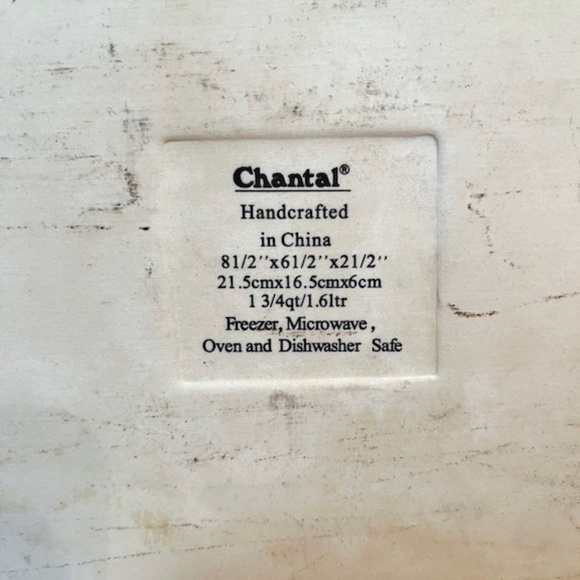 Chantal®
Handcrafted
in China
81/2''x61/2''x21/2''
21.5cmx16.5cmx6cm
1 3/4qt/1.6ltr
Freezer, Microwave ,
Oven and Dishwasher Safe